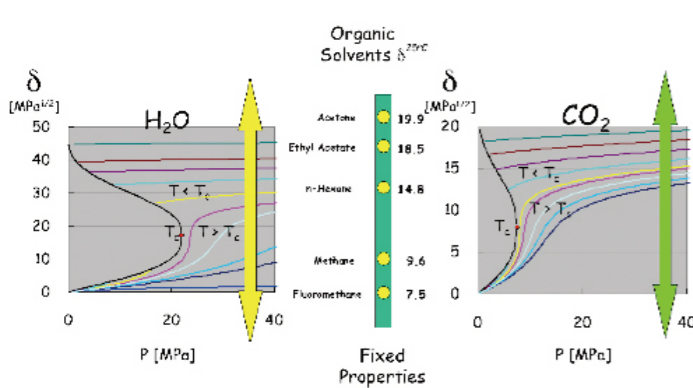 Organic
Solvents δ25°C
δ
[MPa1/2]
H2O
50
40
30
20
10
0
T < Tc
Tc
T > Tc
0
20
40
P [MPa]
Acetone 19.9
Ethyl Acetate 18.5
n-Hexane 14.8
Methane 9.6
Fluoromethane 7.5
Fixed
Properties
δ
[MPa1/2]
CO2
20
15
10
5
0
T < Tc
Tc
T > Tc
0
20
40
P [MPa]